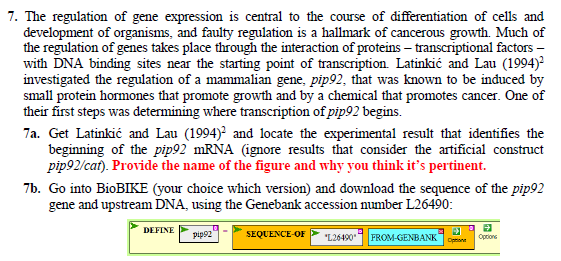 7. The regulation of gene expression is central to the course of differentiation of cells and
development of organisms, and faulty regulation is a hallmark of cancerous growth. Much of
the regulation of genes takes place through the interaction of proteins – transcriptional factors –
with DNA binding sites near the starting point of transcription. Latinkić and Lau (1994)²
investigated the regulation of a mammalian gene, pip92, that was known to be induced by
small protein hormones that promote growth and by a chemical that promotes cancer. One of
their first steps was determining where transcription of pip92 begins.
7a. Get Latinkić and Lau (1994)² and locate the experimental result that identifies the
beginning of the pip92 mRNA (ignore results that consider the artificial construct
pip92/cat). Provide the name of the figure and why you think it's pertinent.
7b. Go into BioBIKE (your choice which version) and download the sequence of the pip92
gene and upstream DNA, using the Genebank accession number L26490:
DEFINE pip92 = SEQUENCE-OF "L26490" FROM-GENBANK Options Options